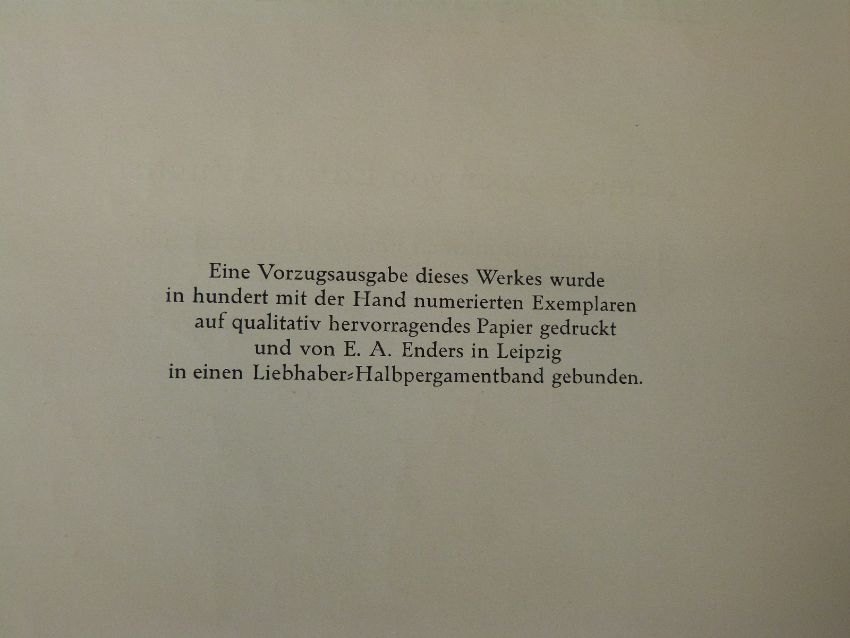 Eine Vorzugsausgabe dieses Werkes wurde
in hundert mit der Hand numerierten Exemplaren
auf qualitativ hervorragendes Papier gedruckt
und von E. A. Enders in Leipzig
in einen Liebhaber⸗Halbpergamentband gebunden.